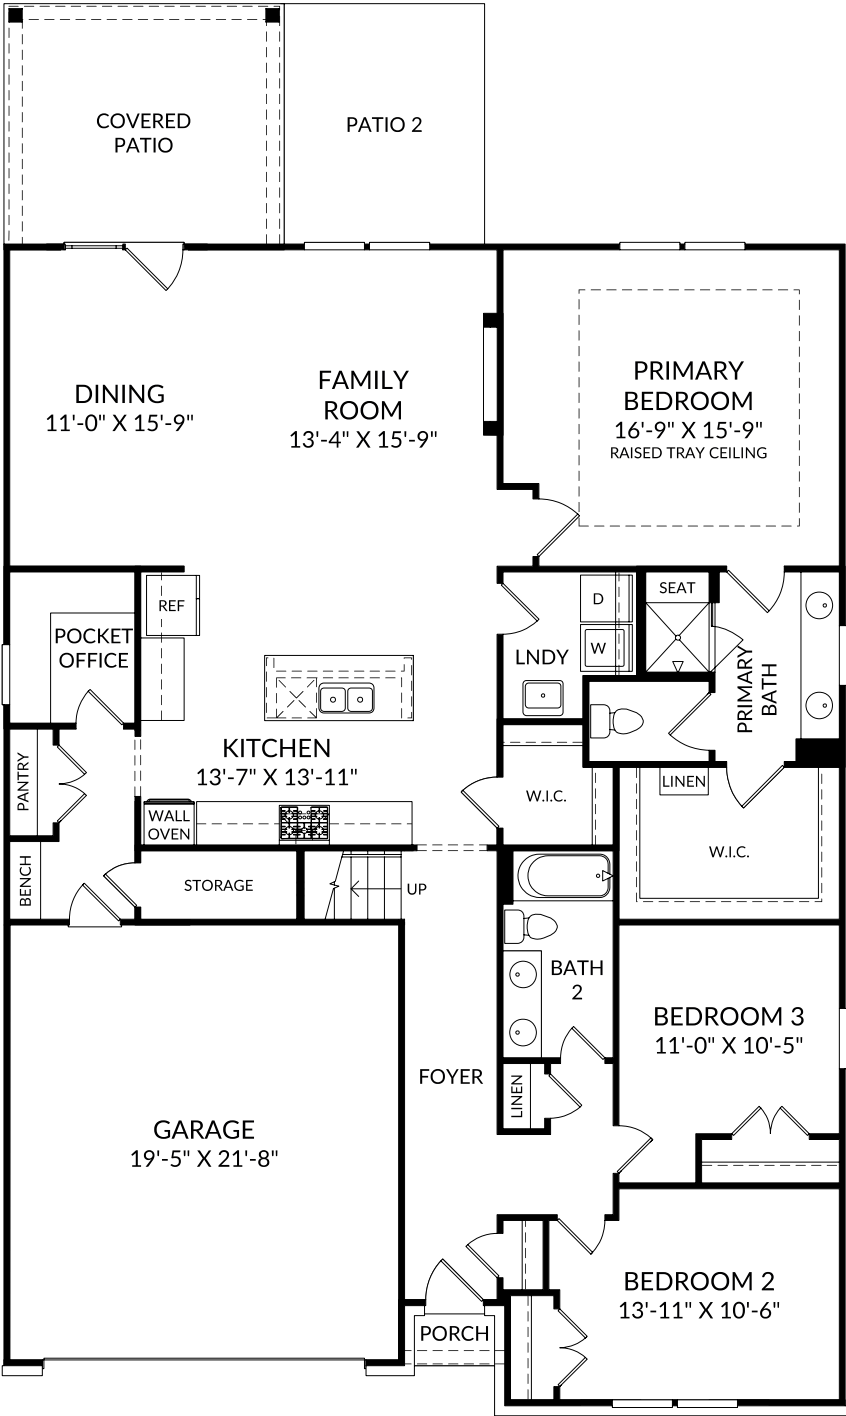 COVERED
PATIO
PATIO 2
DINING
11'-0" X 15'-9"
FAMILY
ROOM
13'-4" X 15'-9"
PRIMARY
BEDROOM
16'-9" X 15'-9"
RAISED TRAY CEILING
REF
POCKET
OFFICE
D
W
LNDY
SEAT
PRIMARY
BATH
KITCHEN
13'-7" X 13'-11"
PANTRY
WALL
OVEN
W.I.C.
LINEN
W.I.C.
BENCH
STORAGE
UP
BATH
2
BEDROOM 3
11'-0" X 10'-5"
FOYER
LINEN
GARAGE
19'-5" X 21'-8"
BEDROOM 2
13'-11" X 10'-6"
PORCH